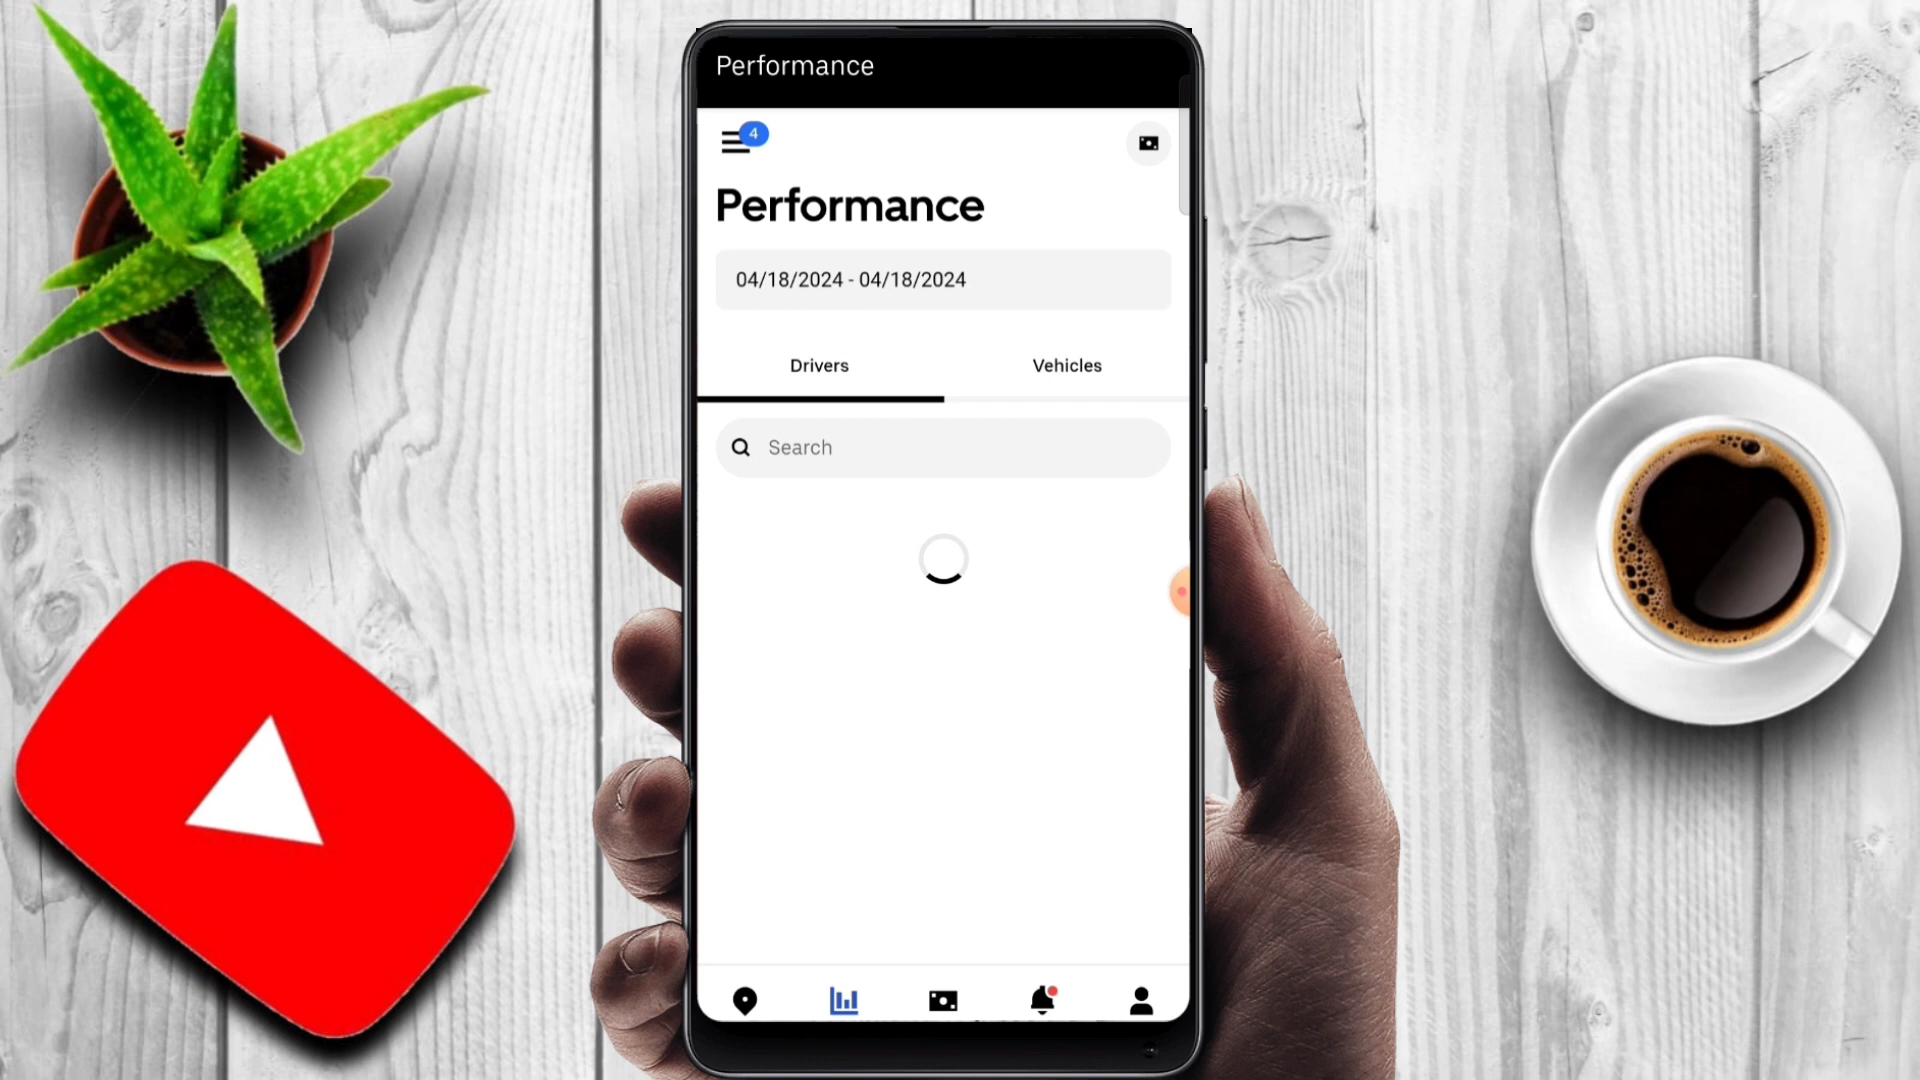 Performance
4
Performance
04/18/2024 - 04/18/2024
Drivers
Vehicles
Search